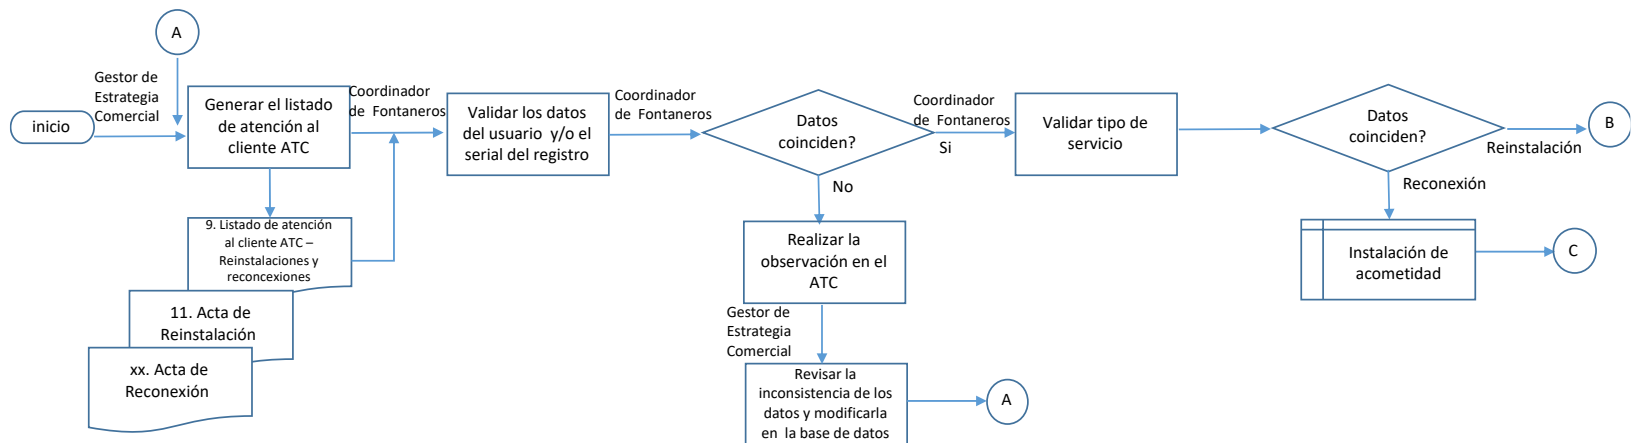 A
Gestor de
Estrategia
Comercial
inicio
Generar el listado
de atención al
cliente ATC
Coordinador
de Fontaneros
Validar los datos
del usuario y/o el
serial del registro
Coordinador
de Fontaneros
Datos
coinciden?
Coordinador
de Fontaneros
Si
No
Validar tipo de
servicio
Datos
coinciden?
Reinstalación
B
Reconexión
9. Listado de atención
al cliente ATC –
Reinstalaciones y
reconcexiones
11. Acta de
Reinstalación
xx. Acta de
Reconexión
Realizar la
observación en el
ATC
Gestor de
Estrategia
Comercial
Revisar la
inconsistencia de los
datos y modificarla
en la base de datos
A
Instalación de
acometidad
C